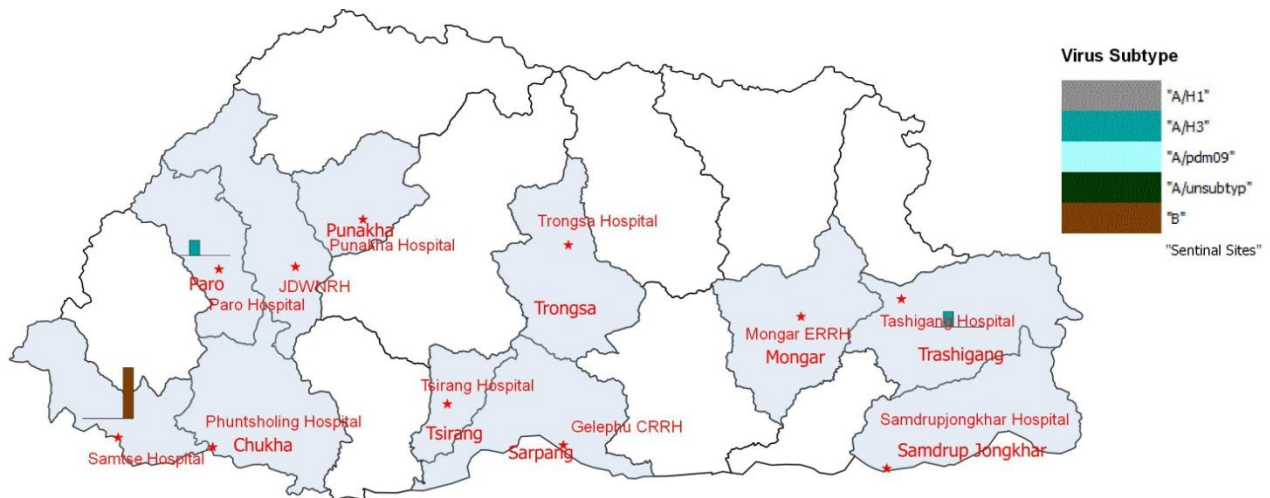 Virus Subtype
"A/H1"
"A/H3"
"A/pdm09"
"A/unsubtyp"
"B"
"Sentinal Sites"
Punakha
Punakha Hospital
Trongsa Hospital
Paro
JDWNRH
Paro Hospital
Trongsa
Tashigang Hospital
Mongar ERRH
Mongar
Trashigang
Tsirang Hospital
Phuntsholing Hospital
Chukha
Samtse Hospital
Tsirang
Gelephu CRRH
Sarpang
Samdrupjongkhar Hospital
Samdrup Jongkhar